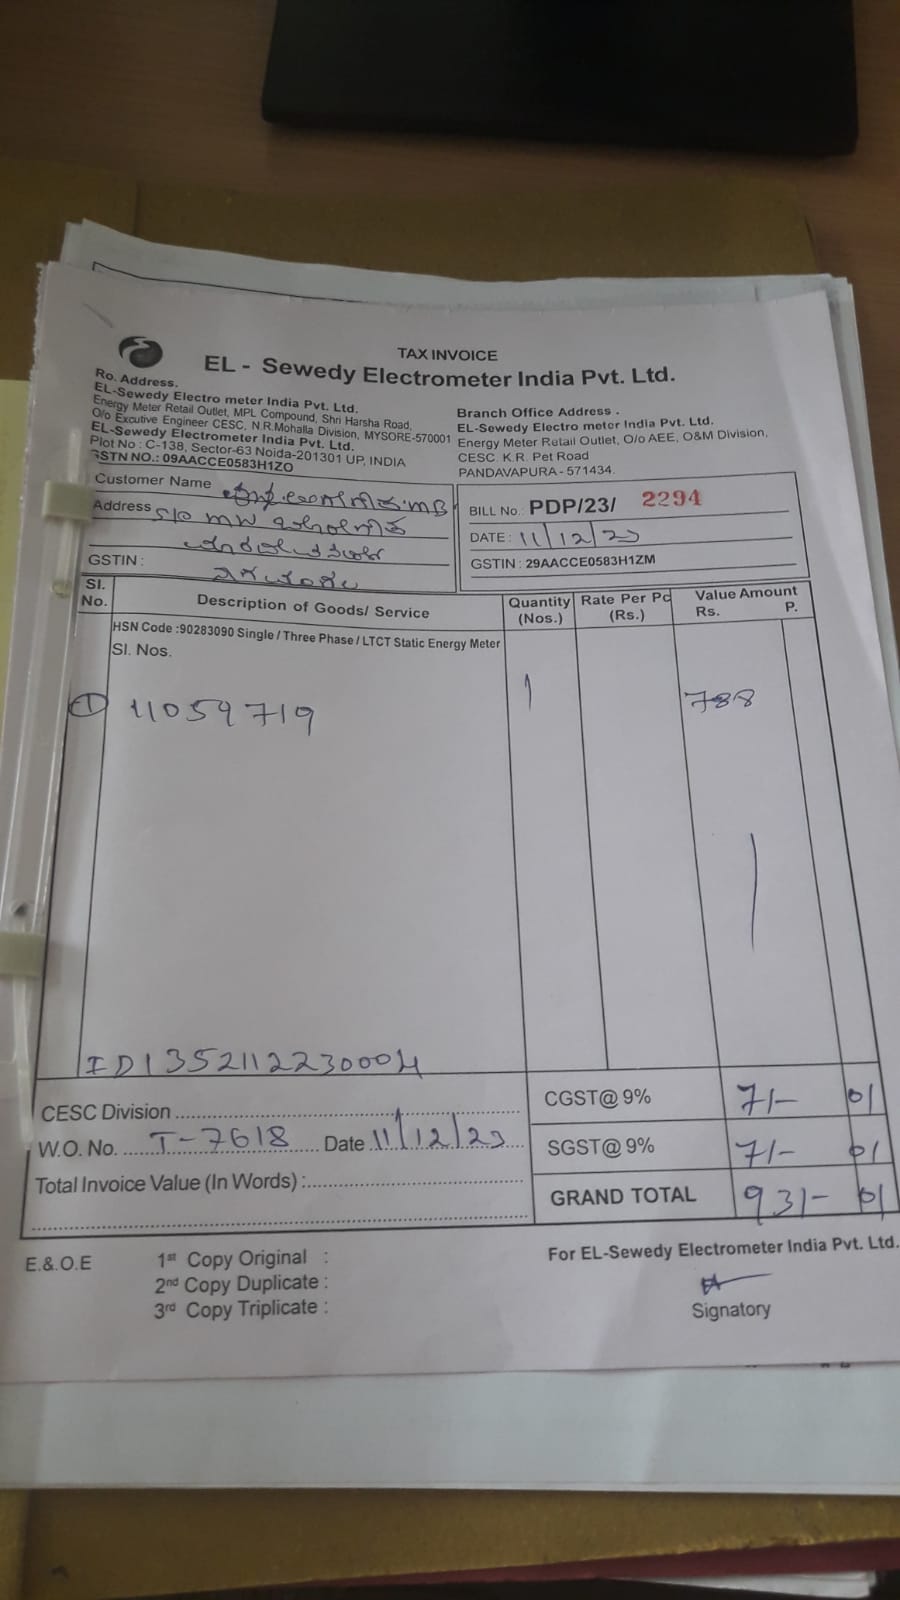 TAX INVOICE
EL - Sewedy Electrometer India Pvt. Ltd.
Ro. Address.
EL-Sewedy Electro meter India Pvt. Ltd.
Energy Meter Retail Outlet, MPL Compound, Shri Harsha Road,
O/o Excutive Engineer CESC, N.R.Mohalla Division, MYSORE-570001
EL-Sewedy Electrometer India Pvt. Ltd.
Plot No : C-138, Sector-63 Noida-201301 UP, INDIA
GSTN NO.: 09AACCE0583H1ZO
Branch Office Address .
EL-Sewedy Electro meter India Pvt. Ltd.
Energy Meter Retail Outlet, O/o AEE, O&M Division,
CESC. K.R. Pet Road
PANDAVAPURA - 571434.
Customer Name
Address
GSTIN :
BILL No.: PDP/23/ 2294
DATE : 11/12/23
GSTIN : 29AACCE0583H1ZM
Sl. No. Description of Goods/ Service Quantity (Nos.) Rate Per Pc (Rs.) Value Amount Rs. P.
HSN Code :90283090 Single / Three Phase / LTCT Static Energy Meter
Sl. Nos.
① 11059719 1 788
ID1352112230004
CESC Division
W.O. No. T-7618 Date 11/12/23
Total Invoice Value (In Words) :
CGST@ 9% 71-
SGST@ 9% 71-
GRAND TOTAL 931-
E.& O.E
1st Copy Original :
2nd Copy Duplicate :
3rd Copy Triplicate :
For EL-Sewedy Electrometer India Pvt. Ltd.
Signatory